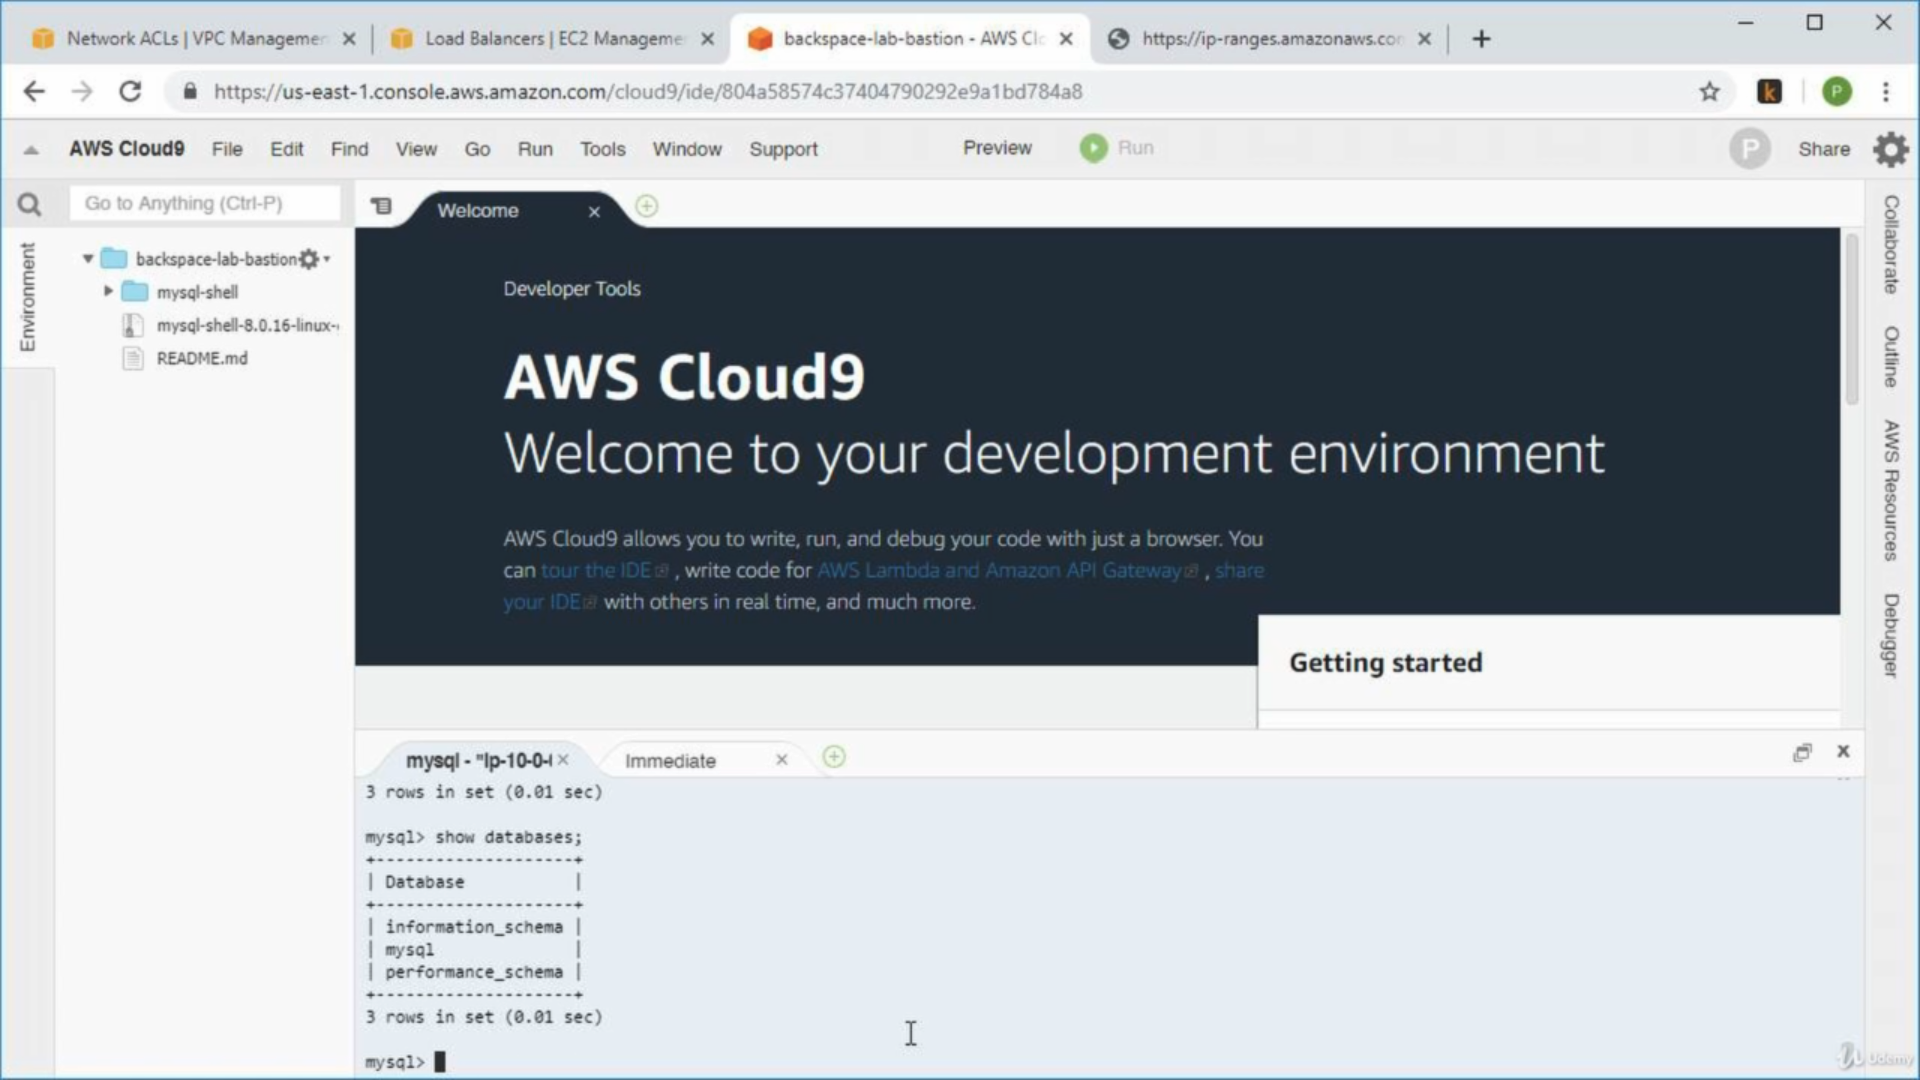 Network ACLs | VPC Managemen
Load Balancers | EC2 Manageme
backspace-lab-bastion - AWS Clo
https://ip-ranges.amazonaws.co
https://us-east-1.console.aws.amazon.com/cloud9/ide/804a58574c37404790292e9a1bd784a8
k
P
AWS Cloud9 File Edit Find View Go Run Tools Window Support Preview Run
P
Share
Go to Anything (Ctrl-P)
Welcome
Environment
backspace-lab-bastion
mysql-shell
mysql-shell-8.0.16-linux-
README.md
Developer Tools
AWS Cloud9
Welcome to your development environment
AWS Cloud9 allows you to write, run, and debug your code with just a browser. You
can tour the IDE , write code for AWS Lambda and Amazon API Gateway , share
your IDE with others in real time, and much more.
Getting started
Collaborate
Outline
AWS Resources
Debugger
mysql - "ip-10-0-
Immediate
3 rows in set (0.01 sec)
mysql> show databases;
+--------------------+
| Database           |
+--------------------+
| information_schema |
| mysql              |
| performance_schema |
+--------------------+
3 rows in set (0.01 sec)
mysql>
Udemy